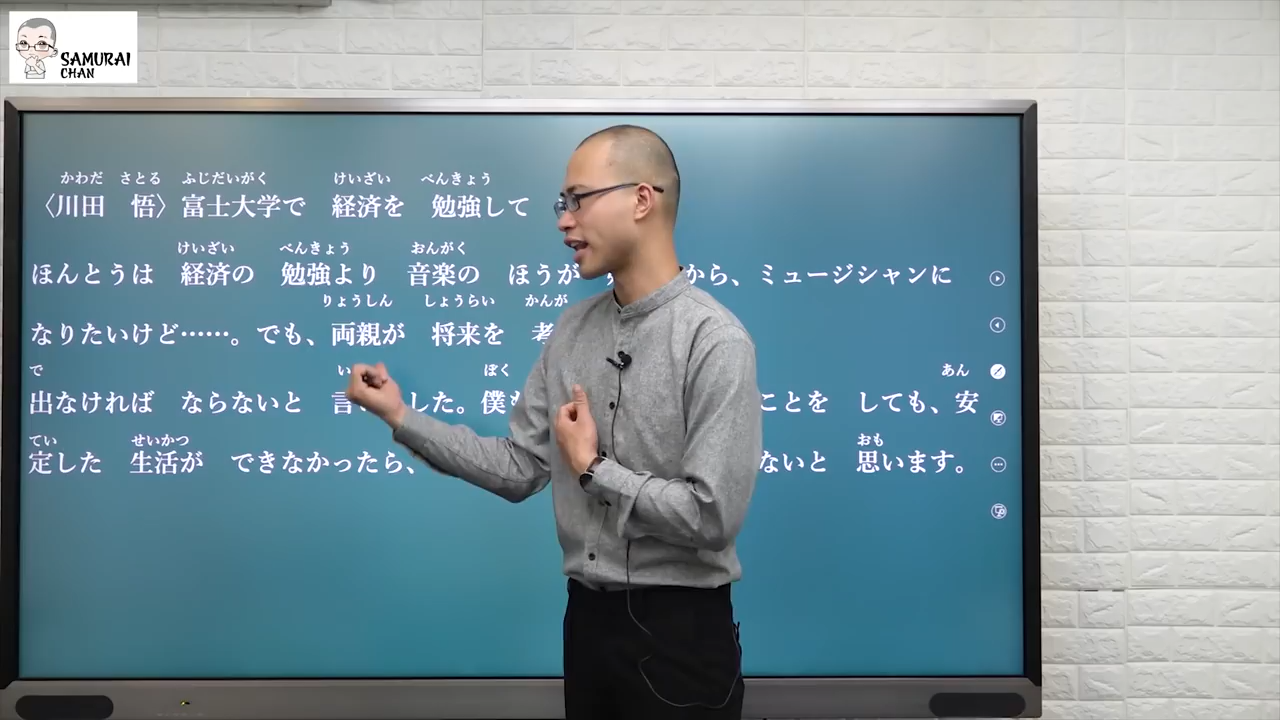 SAMURAI
CHAN
かわだ さとる ふじだいがく けいざい べんきょう
〈川田 悟〉富士大学で 経済を 勉強して
けいざい べんきょう おんがく
ほんとうは 経済の 勉強より 音楽の ほうが から、ミュージシャンに
りょうしん しょうらい かんが
なりたいけど……。でも、両親が 将来を 考
で い ぼく あん
出なければ ならないと 言 した。僕 ことを しても、安
てい せいかつ おも
定した 生活が できなかったら、 ないと 思います。